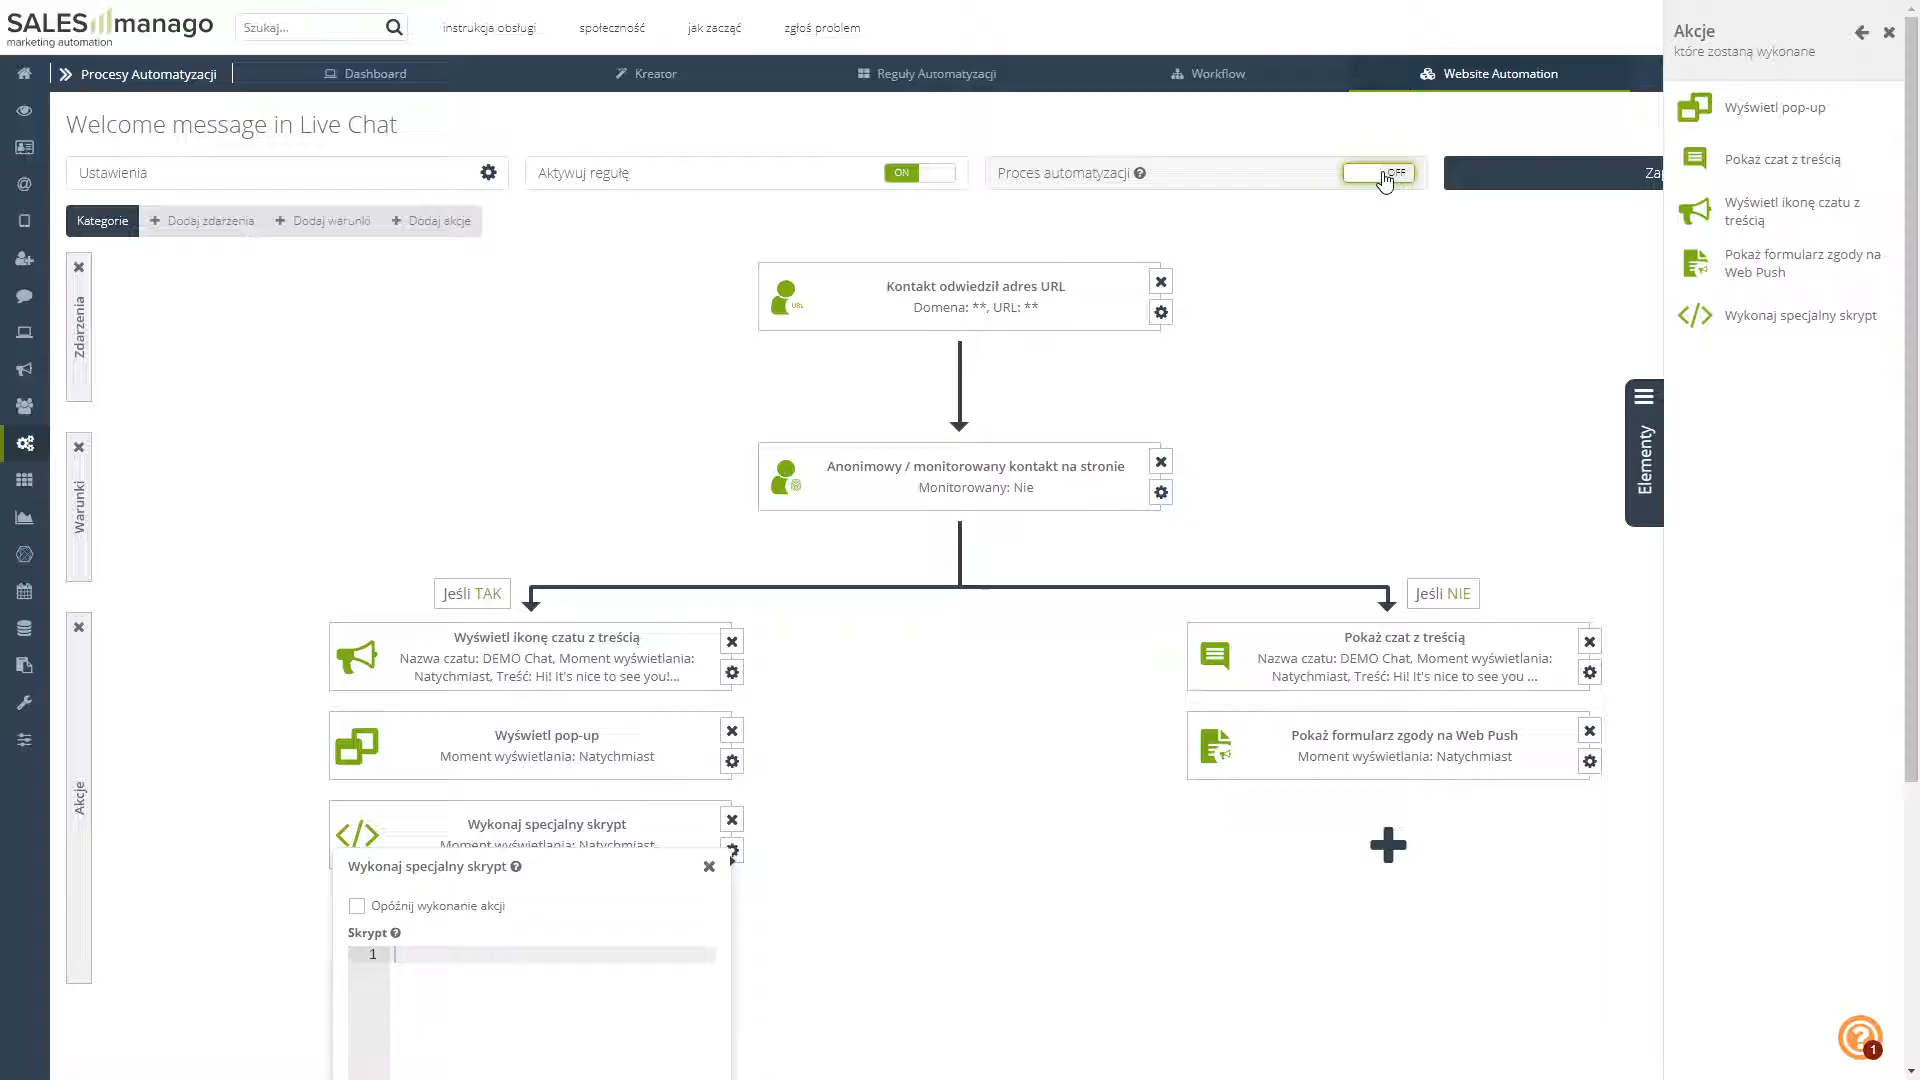 SALESmanago
marketing automation
Szukaj...
instrukcja obsługi
społeczność
jak zacząć
zgłoś problem
Procesy Automatyzacji
Dashboard
Kreator
Reguły Automatyzacji
Workflow
Website Automation
Welcome message in Live Chat
Ustawienia
Aktywuj regułę
ON
Proces automatyzacji
OFF
Kategorie
Dodaj zdarzenia
Dodaj warunki
Dodaj akcje
Zdarzenia
Kontakt odwiedził adres URL
Domena: **, URL: **
URL
Warunki
Anonimowy / monitorowany kontakt na stronie
Monitorowany: Nie
Jeśli TAK
Jeśli NIE
Akcje
Wyświetl ikonę czatu z treścią
Nazwa czatu: DEMO Chat, Moment wyświetlania:
Natychmiast, Treść: Hi! It's nice to see you!...
Wyświetl pop-up
Moment wyświetlania: Natychmiast
Wykonaj specjalny skrypt
Moment wyświetlania: Natychmiast,
Wykonaj specjalny skrypt
Opóźnij wykonanie akcji
Skrypt
1
Pokaż czat z treścią
Nazwa czatu: DEMO Chat, Moment wyświetlania:
Natychmiast, Treść: Hi! It's nice to see you ...
Pokaż formularz zgody na Web Push
Moment wyświetlania: Natychmiast
Elementy
Akcje
które zostaną wykonane
Wyświetl pop-up
Pokaż czat z treścią
Wyświetl ikonę czatu z
treścią
Pokaż formularz zgody na
Web Push
Wykonaj specjalny skrypt
1